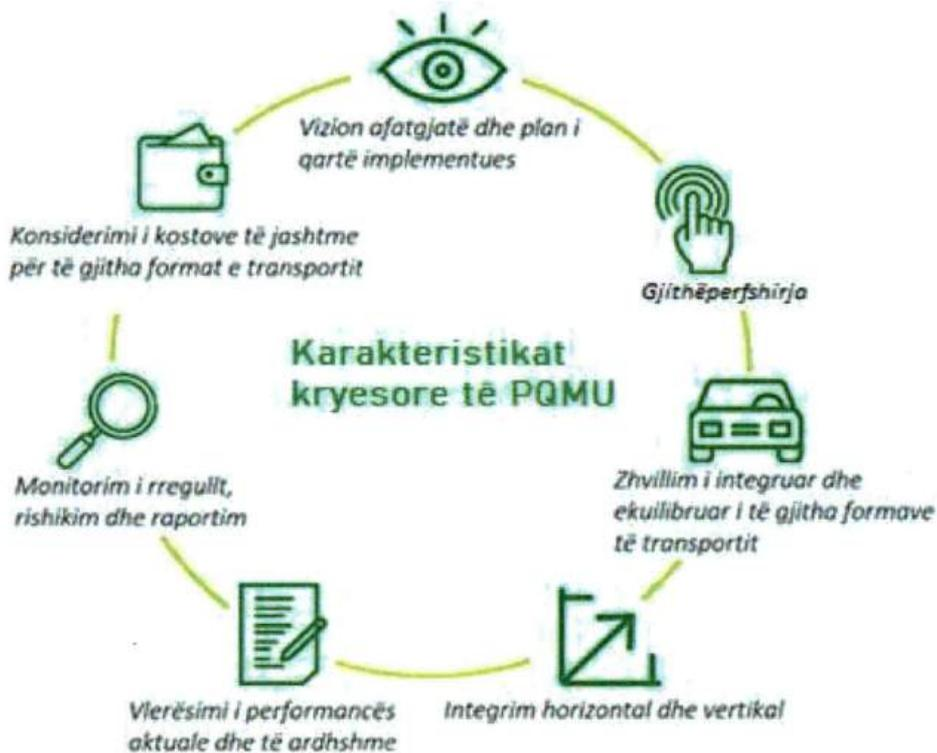 Vizion afatgjatë dhe plan i
qartë implementues
Gjithëperfshirja
Zhvillim i integruar dhe
ekuilibruar i të gjitha formave
të transportit
Integrim horizontal dhe vertikal
Vlerësimi i performancës
aktuale dhe të ardhshme
Monitorim i rregullt,
rishikim dhe raportim
Konsiderimi i kostove të jashtme
për të gjitha format e transportit
Karakteristikat
kryesore të PQMU